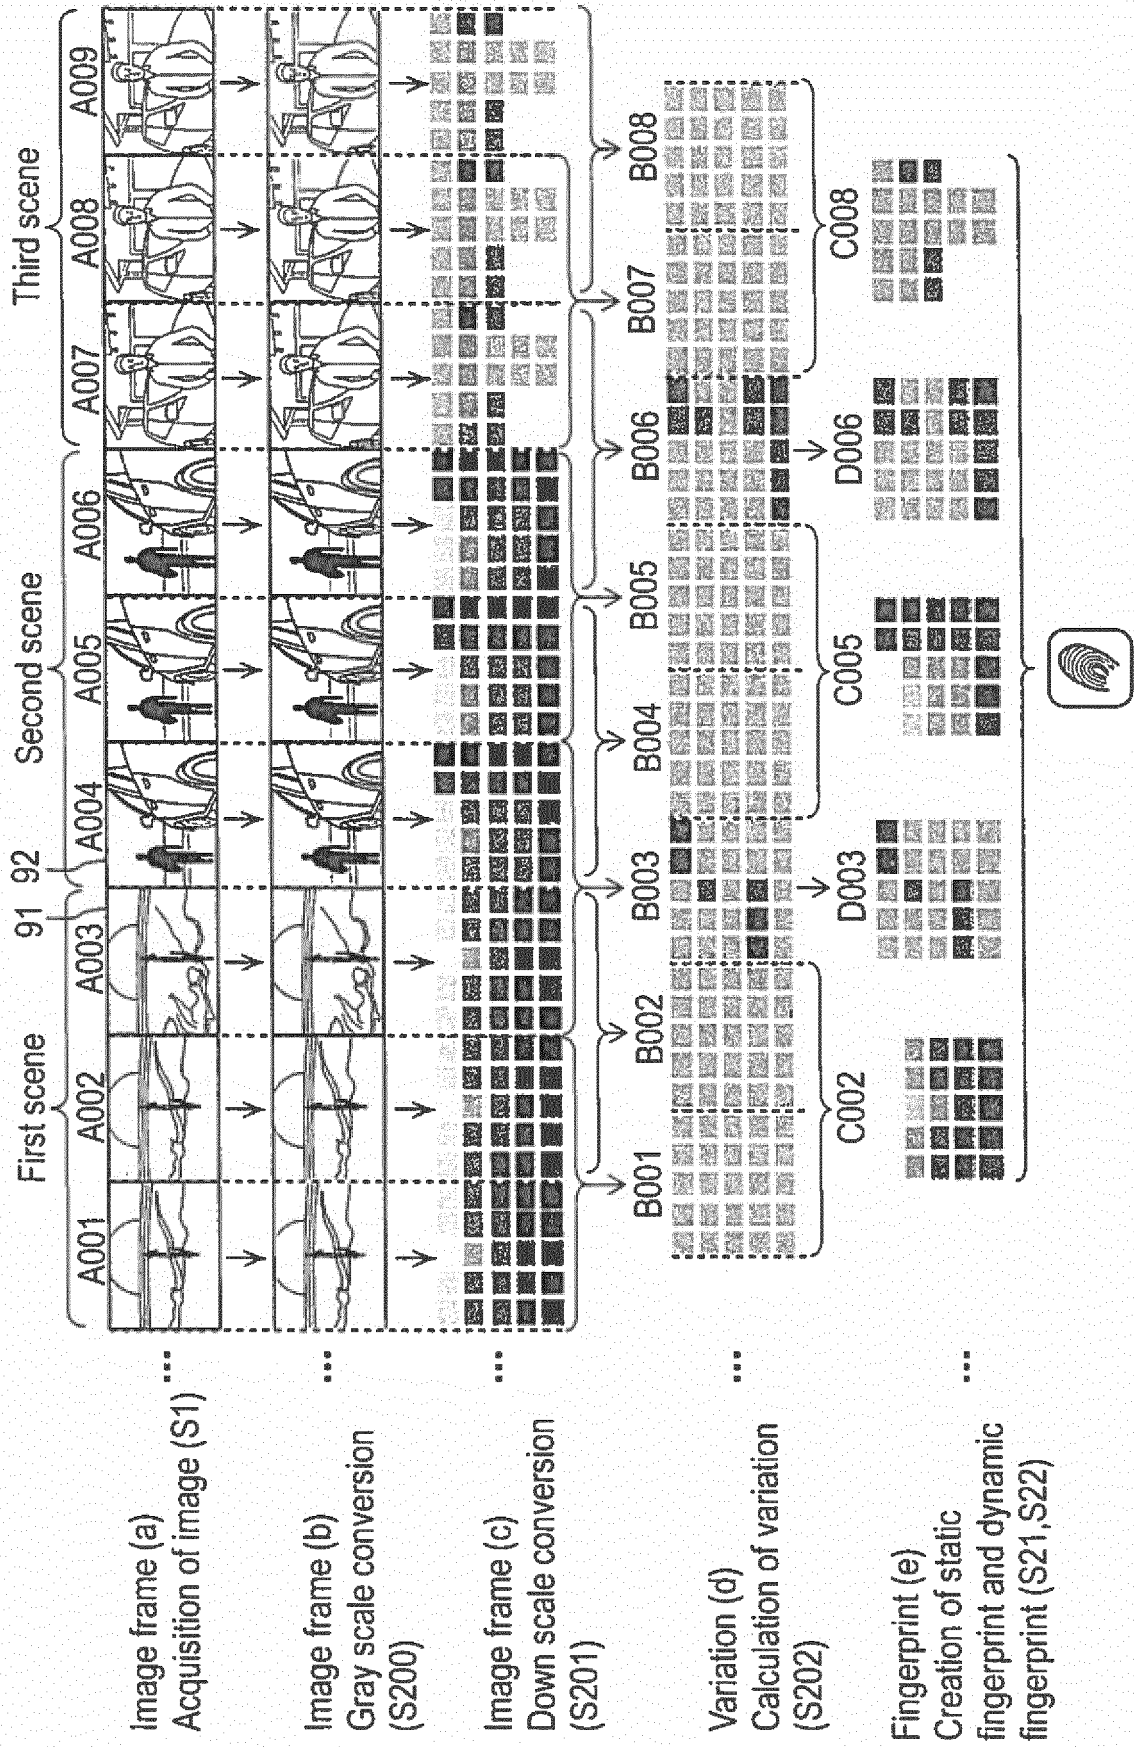 First scene
91
92
Second scene
Third scene
A001
A002
A003
A004
A005
A006
A007
A008
A009
Image frame (a)
Acquisition of image (S1)
...
Image frame (b)
Gray scale conversion
(S200)
...
Image frame (c)
Down scale conversion
(S201)
...
B001
B002
B003
B004
B005
B006
B007
B008
Variation (d)
Calculation of variation
(S202)
...
C002
D003
C005
D006
C008
Fingerprint (e)
Creation of static
fingerprint and dynamic
fingerprint (S21,S22)
...